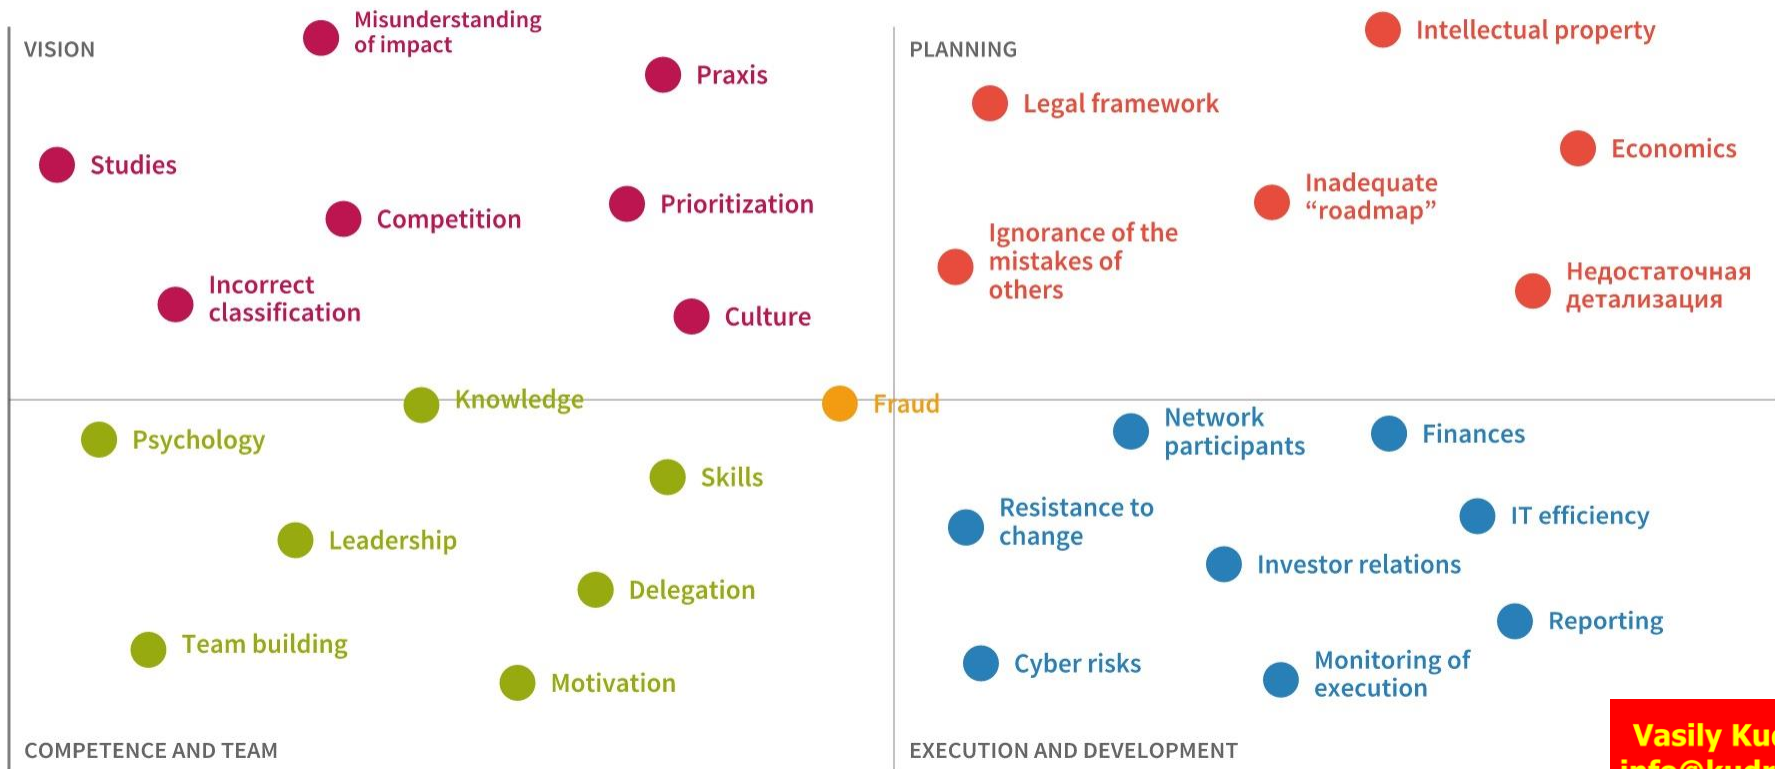 VISION
Misunderstanding
of impact
Praxis
Studies
Competition
Prioritization
Incorrect
classification
Culture
PLANNING
Intellectual property
Legal framework
Economics
Inadequate
“roadmap”
Ignorance of the
mistakes of
others
Недостаточная
детализация
Knowledge
Fraud
Psychology
Skills
Leadership
Delegation
Team building
Motivation
COMPETENCE AND TEAM
Network
participants
Finances
Resistance to
change
IT efficiency
Investor relations
Reporting
Cyber risks
Monitoring of
execution
EXECUTION AND DEVELOPMENT
Vasily